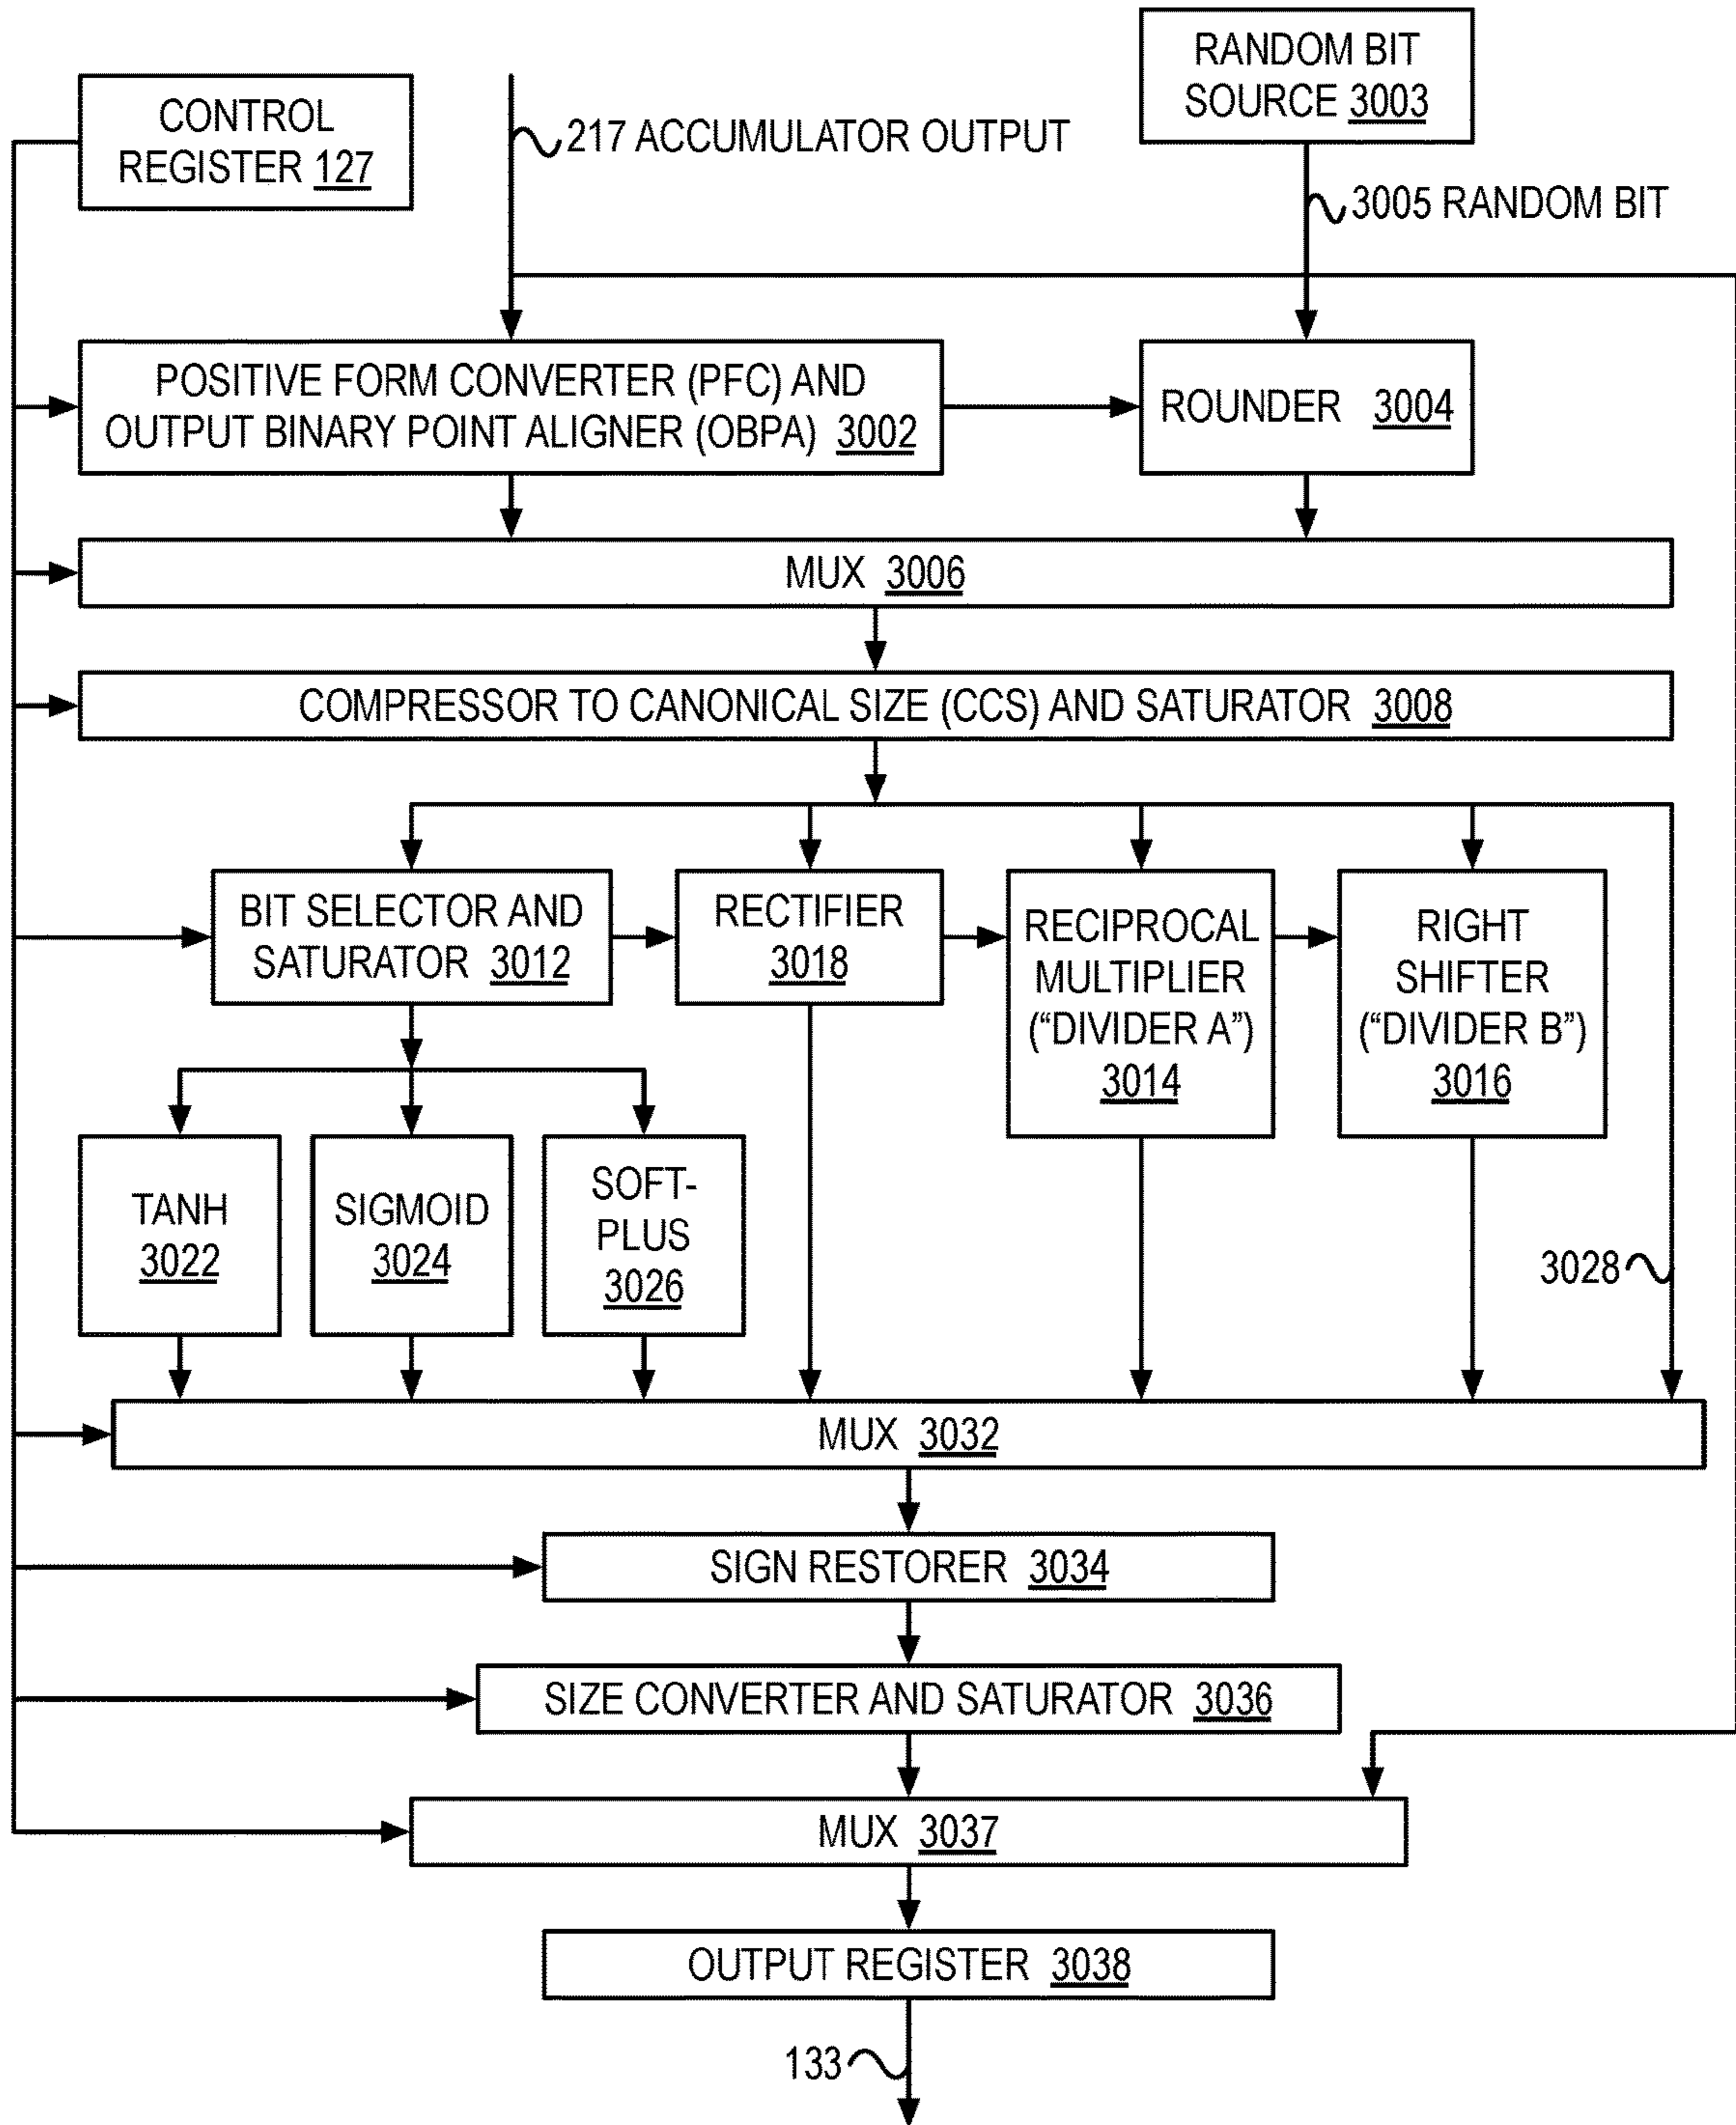 RANDOM BIT
SOURCE 3003
CONTROL
REGISTER 127
217 ACCUMULATOR OUTPUT
3005 RANDOM BIT
POSITIVE FORM CONVERTER (PFC) AND
OUTPUT BINARY POINT ALIGNER (OBPA) 3002
ROUNDER 3004
MUX 3006
COMPRESSOR TO CANONICAL SIZE (CCS) AND SATURATOR 3008
BIT SELECTOR AND
SATURATOR 3012
RECTIFIER
3018
RECIPROCAL
MULTIPLIER
(“DIVIDER A”)
3014
RIGHT
SHIFTER
(“DIVIDER B”)
3016
TANH
3022
SIGMOID
3024
SOFT-
PLUS
3026
3028
MUX 3032
SIGN RESTORER 3034
SIZE CONVERTER AND SATURATOR 3036
MUX 3037
OUTPUT REGISTER 3038
133